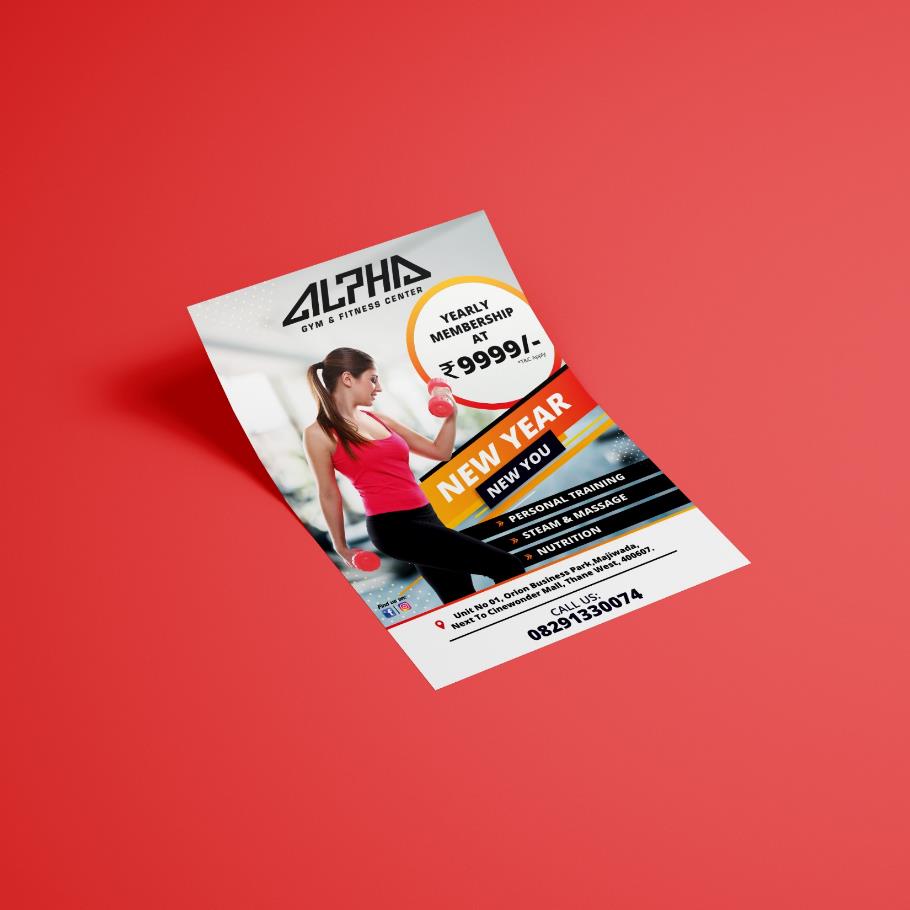 ALPHA
GYM & FITNESS CENTER
YEARLY
MEMBERSHIP
AT
₹9999/-
*T&C Apply
NEW YEAR
NEW YOU
» PERSONAL TRAINING
» STEAM & MASSAGE
» NUTRITION
Find us on:
Unit No 01, Orion Business Park,Majiwada,
Next To Cinewonder Mall, Thane West, 400607.
CALL US:
08291330074